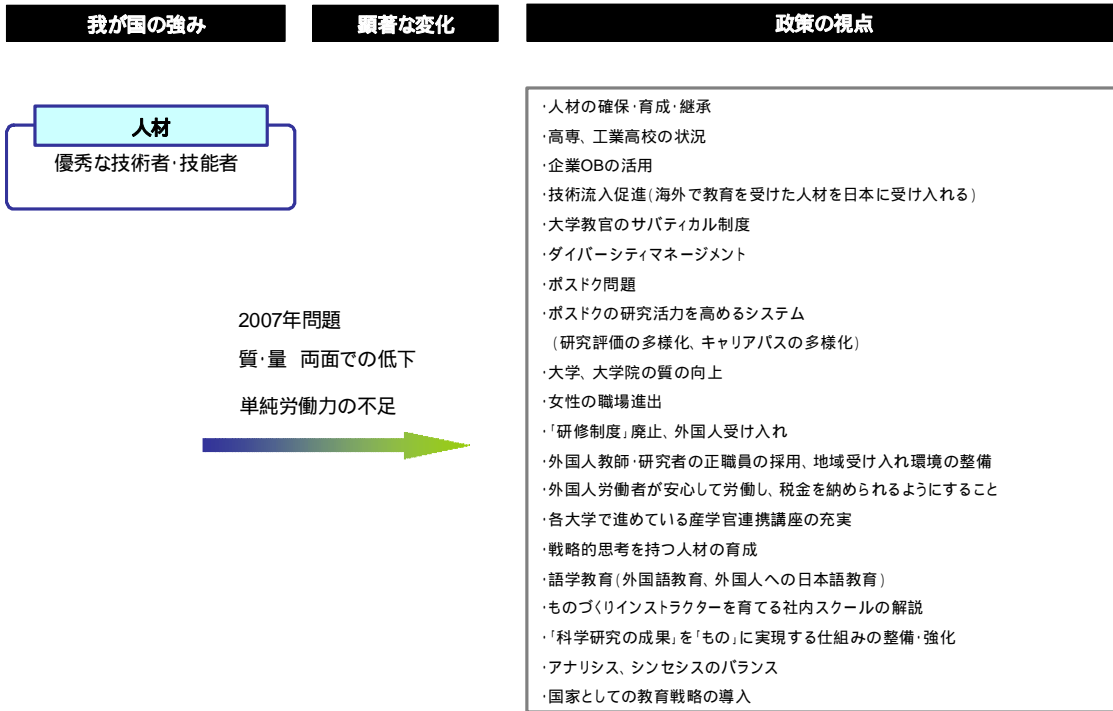 我が国の強み
顕著な変化
政策の視点
人材
優秀な技術者・技能者
2007年問題
質・量 両面での低下
単純労働力の不足
・人材の確保・育成・継承
・高専、工業高校の状況
・企業OBの活用
・技術流入促進(海外で教育を受けた人材を日本に受け入れる)
・大学教官のサバティカル制度
・ダイバーシティマネージメント
・ポスドク問題
・ポスドクの研究活力を高めるシステム
(研究評価の多様化、キャリアパスの多様化)
・大学、大学院の質の向上
・女性の職場進出
・「研修制度」廃止、外国人受け入れ
・外国人教師・研究者の正職員の採用、地域受け入れ環境の整備
・外国人労働者が安心して労働し、税金を納められるようにすること
・各大学で進めている産学官連携講座の充実
・戦略的思考を持つ人材の育成
・語学教育(外国語教育、外国人への日本語教育)
・ものづくりインストラクターを育てる社内スクールの解説
・「科学研究の成果」を「もの」に実現する仕組みの整備・強化
・アナリシス、シンセシスのバランス
・国家としての教育戦略の導入